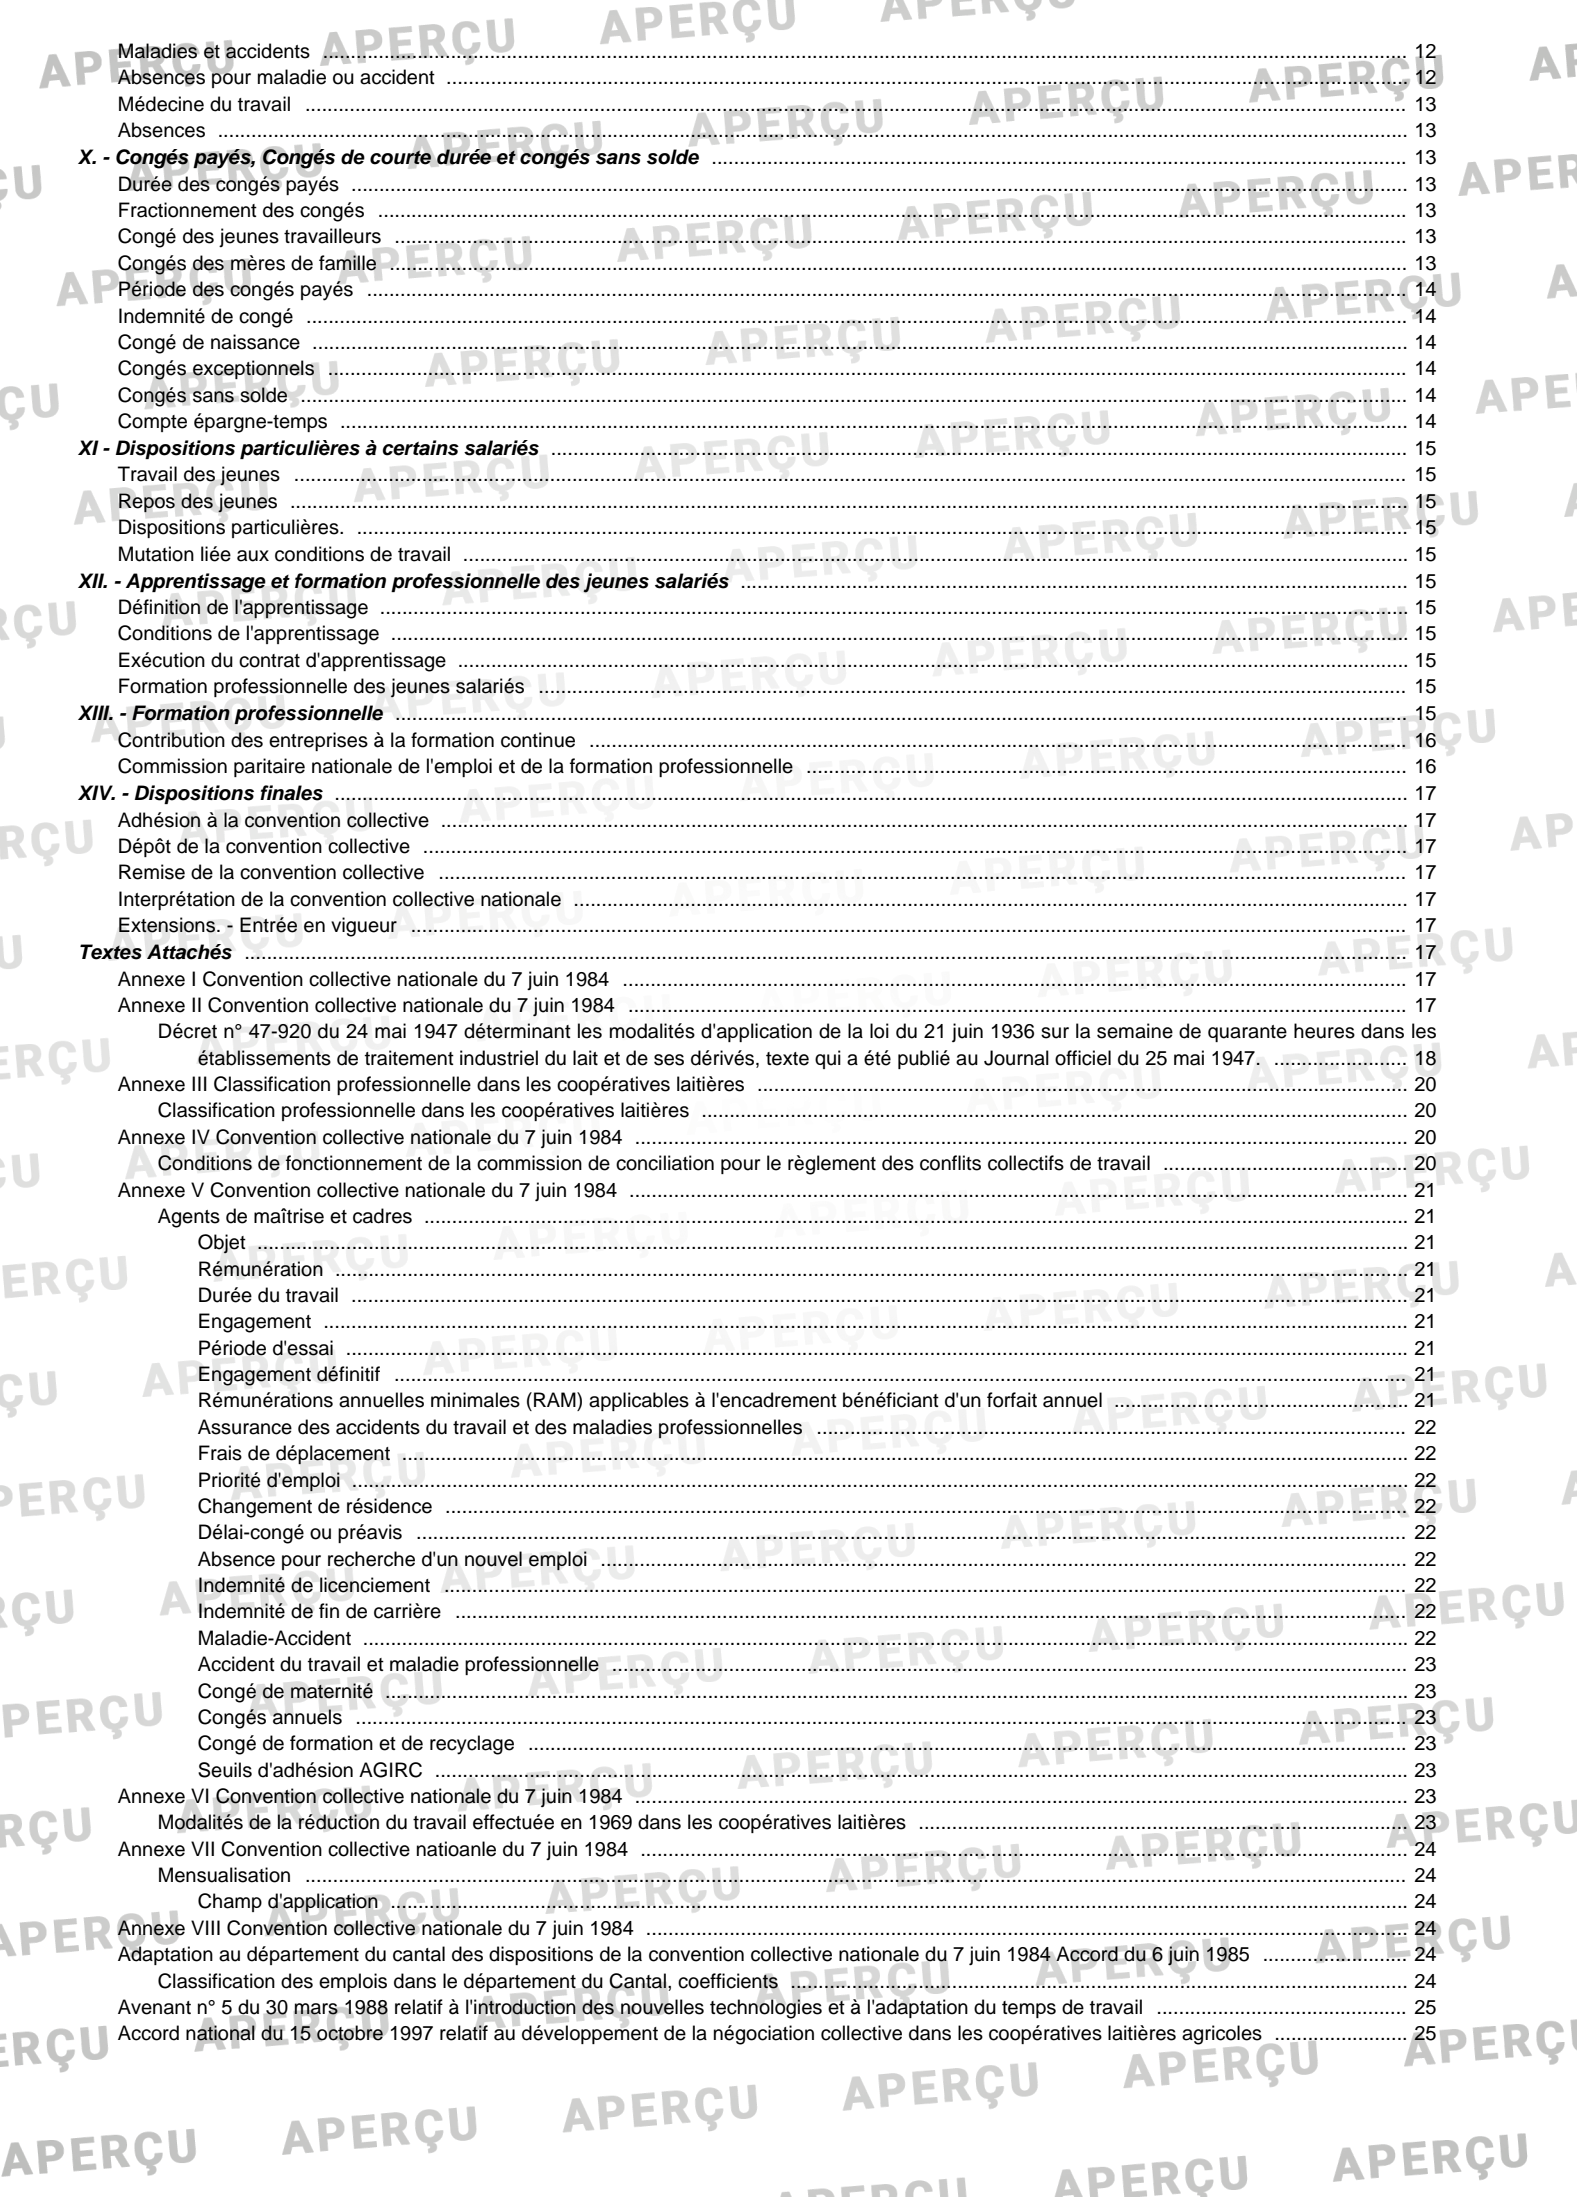 Maladies et accidents ... 12
Absences pour maladie ou accident ... 12
Médecine du travail ... 13
Absences ... 13
X. - Congés payés, Congés de courte durée et congés sans solde ... 13
Durée des congés payés ... 13
Fractionnement des congés ... 13
Congé des jeunes travailleurs ... 13
Congés des mères de famille ... 13
Période des congés payés ... 14
Indemnité de congé ... 14
Congé de naissance ... 14
Congés exceptionnels ... 14
Congés sans solde ... 14
Compte épargne-temps ... 14
XI - Dispositions particulières à certains salariés ... 15
Travail des jeunes ... 15
Repos des jeunes ... 15
Dispositions particulières. ... 15
Mutation liée aux conditions de travail ... 15
XII. - Apprentissage et formation professionnelle des jeunes salariés ... 15
Définition de l'apprentissage ... 15
Conditions de l'apprentissage ... 15
Exécution du contrat d'apprentissage ... 15
Formation professionnelle des jeunes salariés ... 15
XIII. - Formation professionnelle ... 15
Contribution des entreprises à la formation continue ... 16
Commission paritaire nationale de l'emploi et de la formation professionnelle ... 16
XIV. - Dispositions finales ... 17
Adhésion à la convention collective ... 17
Dépôt de la convention collective ... 17
Remise de la convention collective ... 17
Interprétation de la convention collective nationale ... 17
Extensions. - Entrée en vigueur ... 17
Textes Attachés ... 17
Annexe I Convention collective nationale du 7 juin 1984 ... 17
Annexe II Convention collective nationale du 7 juin 1984 ... 17
Décret n° 47-920 du 24 mai 1947 déterminant les modalités d'application de la loi du 21 juin 1936 sur la semaine de quarante heures dans les
établissements de traitement industriel du lait et de ses dérivés, texte qui a été publié au Journal officiel du 25 mai 1947. ... 18
Annexe III Classification professionnelle dans les coopératives laitières ... 20
Classification professionnelle dans les coopératives laitières ... 20
Annexe IV Convention collective nationale du 7 juin 1984 ... 20
Conditions de fonctionnement de la commission de conciliation pour le règlement des conflits collectifs de travail ... 20
Annexe V Convention collective nationale du 7 juin 1984 ... 21
Agents de maîtrise et cadres ... 21
Objet ... 21
Rémunération ... 21
Durée du travail ... 21
Engagement ... 21
Période d'essai ... 21
Engagement définitif ... 21
Rémunérations annuelles minimales (RAM) applicables à l'encadrement bénéficiant d'un forfait annuel ... 21
Assurance des accidents du travail et des maladies professionnelles ... 22
Frais de déplacement ... 22
Priorité d'emploi ... 22
Changement de résidence ... 22
Délai-congé ou préavis ... 22
Absence pour recherche d'un nouvel emploi ... 22
Indemnité de licenciement ... 22
Indemnité de fin de carrière ... 22
Maladie-Accident ... 22
Accident du travail et maladie professionnelle ... 23
Congé de maternité ... 23
Congés annuels ... 23
Congé de formation et de recyclage ... 23
Seuils d'adhésion AGIRC ... 23
Annexe VI Convention collective nationale du 7 juin 1984 ... 23
Modalités de la réduction du travail effectuée en 1969 dans les coopératives laitières ... 23
Annexe VII Convention collective natioanle du 7 juin 1984 ... 24
Mensualisation ... 24
Champ d'application ... 24
Annexe VIII Convention collective nationale du 7 juin 1984 ... 24
Adaptation au département du cantal des dispositions de la convention collective nationale du 7 juin 1984 Accord du 6 juin 1985 ... 24
Classification des emplois dans le département du Cantal, coefficients ... 24
Avenant n° 5 du 30 mars 1988 relatif à l'introduction des nouvelles technologies et à l'adaptation du temps de travail ... 25
Accord national du 15 octobre 1997 relatif au développement de la négociation collective dans les coopératives laitières agricoles ... 25
APERÇU